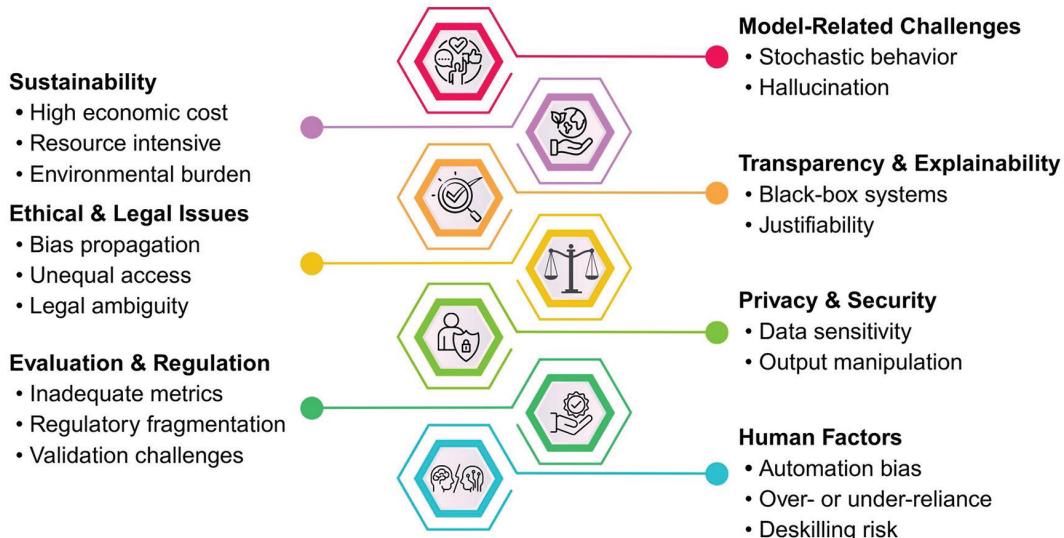 Sustainability
• High economic cost
• Resource intensive
• Environmental burden
Ethical & Legal Issues
• Bias propagation
• Unequal access
• Legal ambiguity
Evaluation & Regulation
• Inadequate metrics
• Regulatory fragmentation
• Validation challenges
Model-Related Challenges
• Stochastic behavior
• Hallucination
Transparency & Explainability
• Black-box systems
• Justifiability
Privacy & Security
• Data sensitivity
• Output manipulation
Human Factors
• Automation bias
• Over- or under-reliance
• Deskilling risk